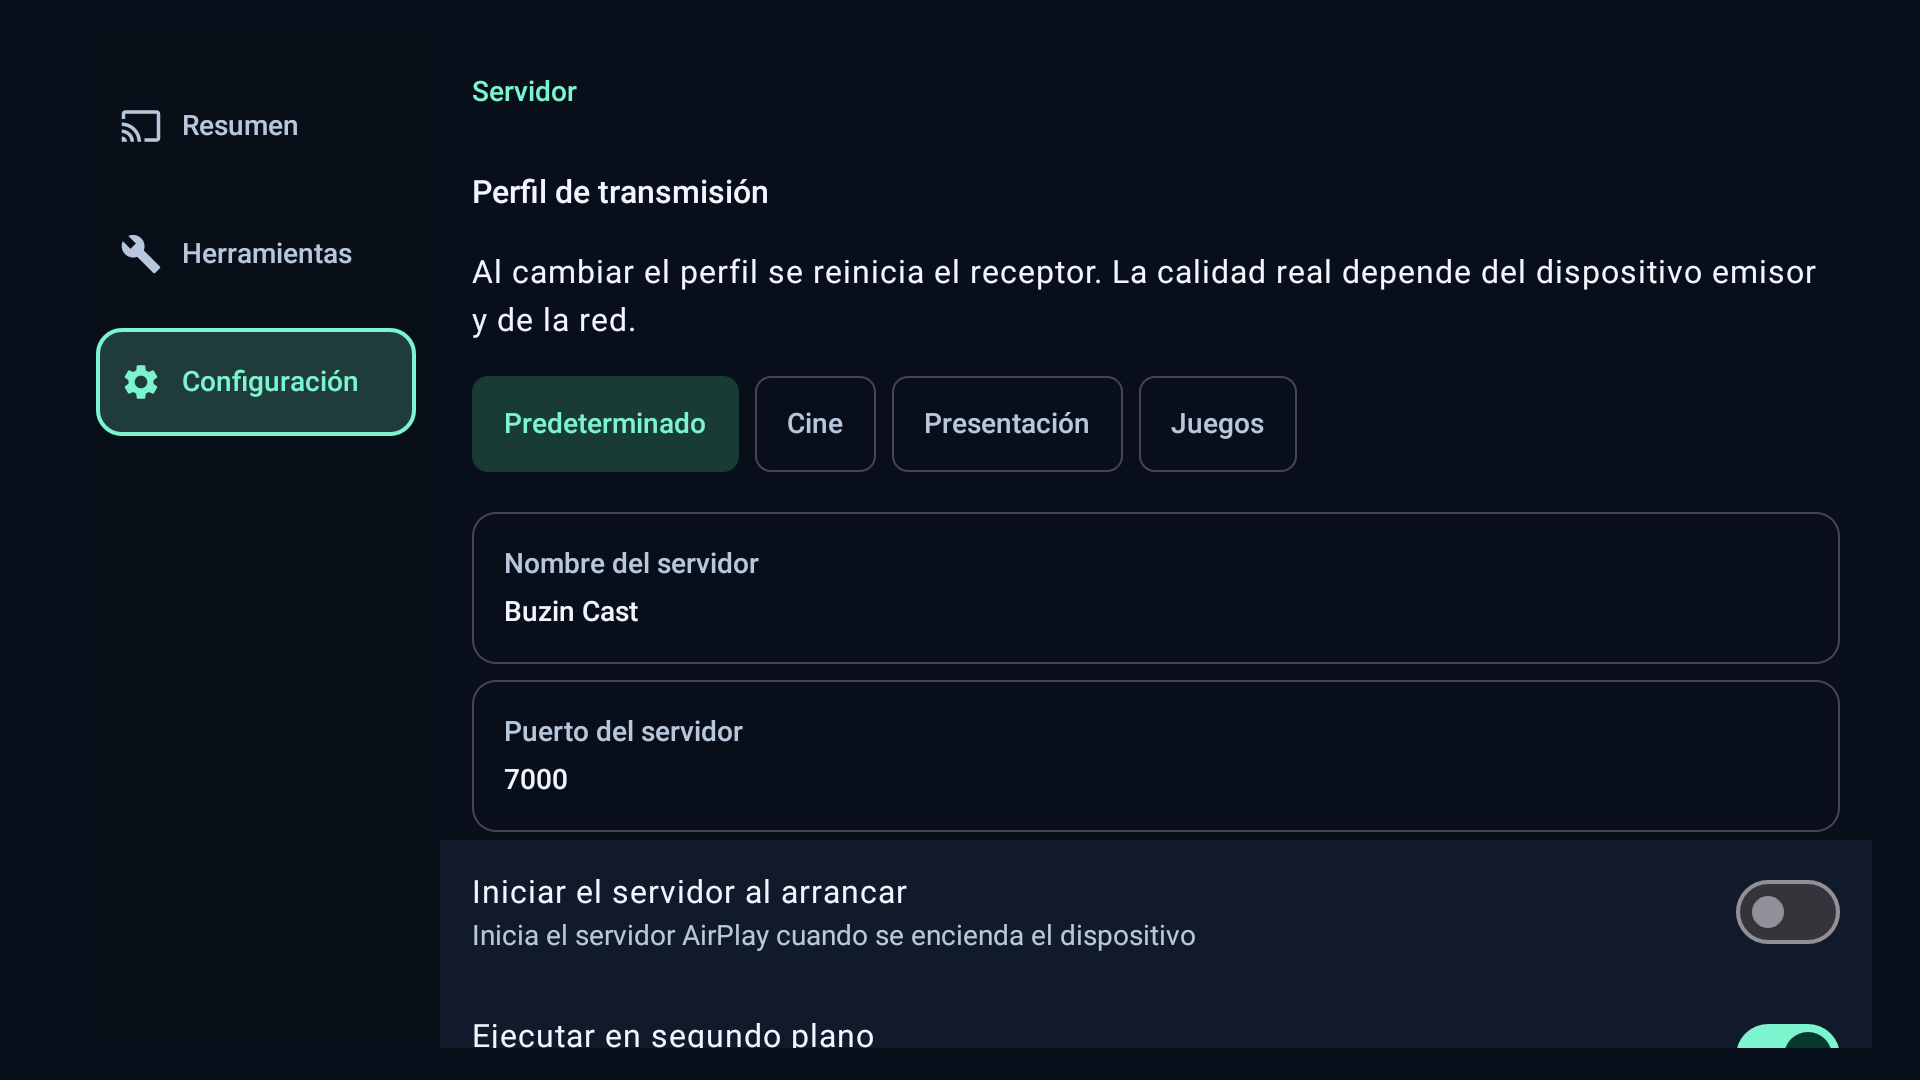 Resumen
Herramientas
Configuración
Servidor
Perfil de transmisión
Al cambiar el perfil se reinicia el receptor. La calidad real depende del dispositivo emisor
y de la red.
Predeterminado
Cine
Presentación
Juegos
Nombre del servidor
Buzin Cast
Puerto del servidor
7000
Iniciar el servidor al arrancar
Inicia el servidor AirPlay cuando se encienda el dispositivo
Ejecutar en segundo plano